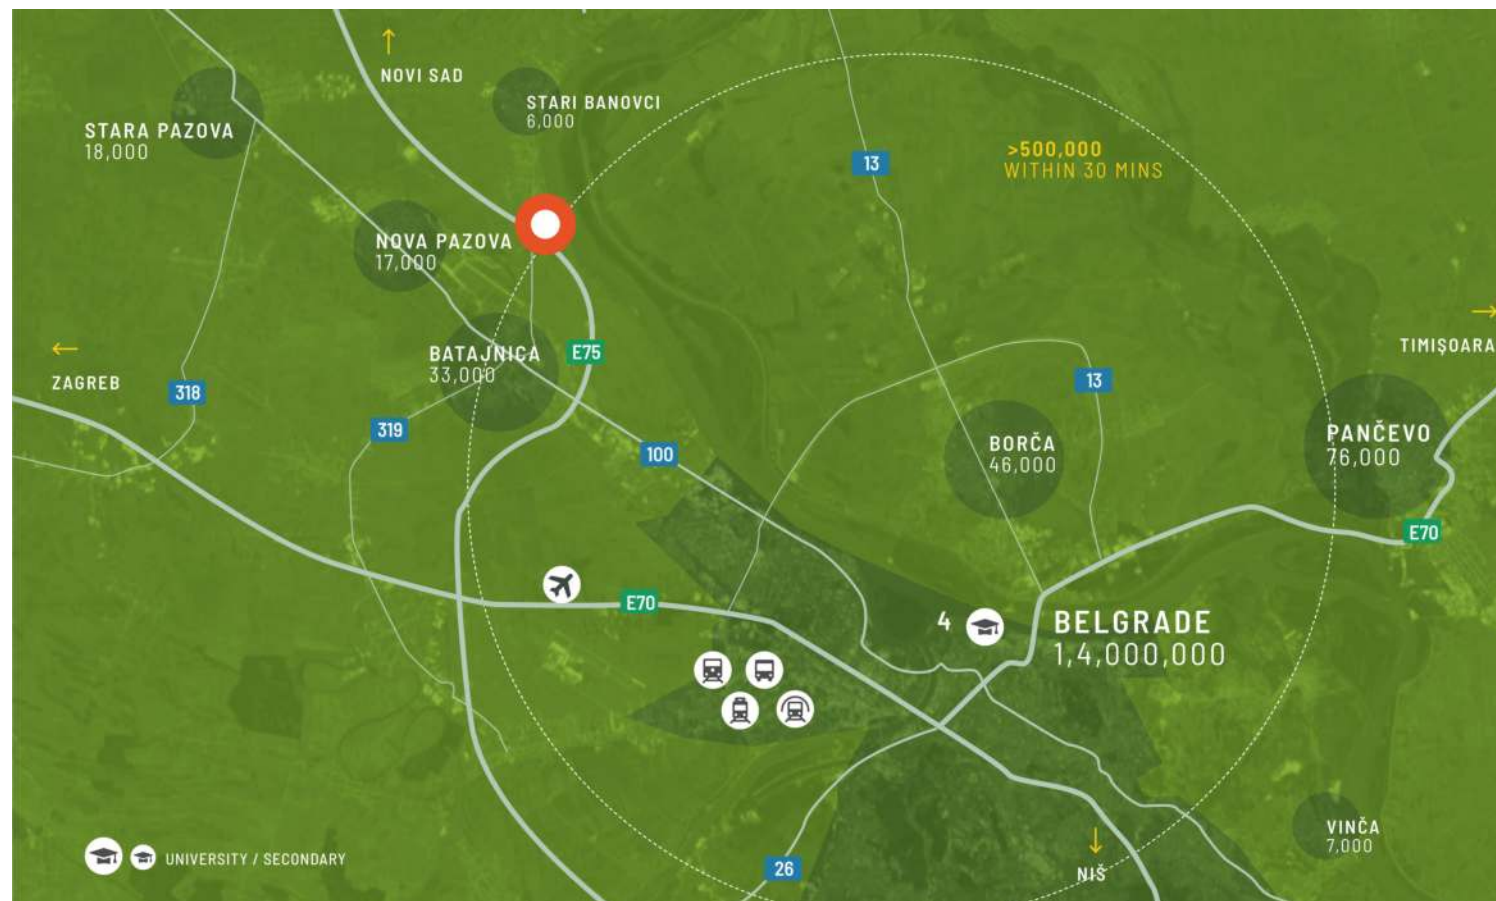 NOVI SAD
STARI BANOVCI
6,000
STARA PAZOVA
18,000
13
>500,000
WITHIN 30 MINS
NOVA PAZOVA
17,000
TIMIŞOARA
BATAJNICA
33,000
E75
ZAGREB
318
13
319
100
BORČA
46,000
PANČEVO
76,000
E70
E70
4
BELGRADE
1,4,000,000
VINČA
7,000
UNIVERSITY / SECONDARY
26
NIŠ